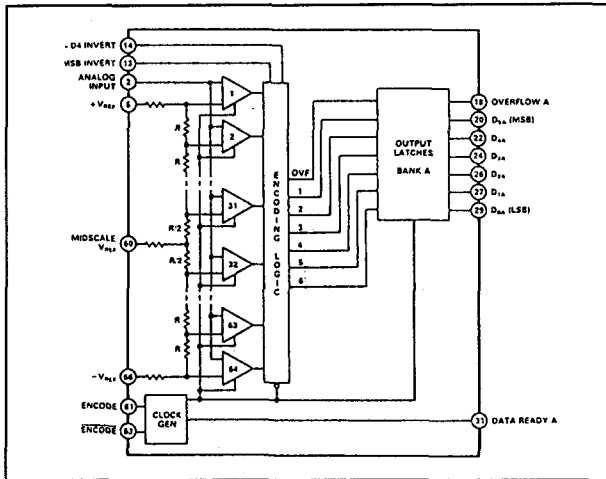 - D4 INVERT
14
MSB INVERT
13
ANALOG
INPUT
2
+VREF
R
R
R/2
MIDSCALE
VREF
60
R/2
R
R
-VREF
66
ENCODE
61
ENCODE
CLOCK
GEN
1
2
31
32
63
64
ENCODING
LOGIC
OVF
1
2
3
4
5
6
OUTPUT
LATCHES
BANK A
18
OVERFLOW A
20
D5A (MSB)
22
D4A
24
D3A
26
D2A
27
D1A
29
D0A (LSB)
31
DATA READY A